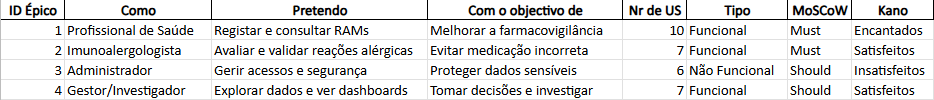 ID Épico Como Pretendo Com o objectivo de Nr de US Tipo MoSCoW Kano
1 Profissional de Saúde Registar e consultar RAMs Melhorar a farmacovigilância 10 Funcional Must Encantados
2 Imunoalergologista Avaliar e validar reações alérgicas Evitar medicação incorreta 7 Funcional Must Satisfeitos
3 Administrador Gerir acessos e segurança Proteger dados sensíveis 6 Não Funcional Should Insatisfeitos
4 Gestor/Investigador Explorar dados e ver dashboards Tomar decisões e investigar 7 Funcional Should Satisfeitos